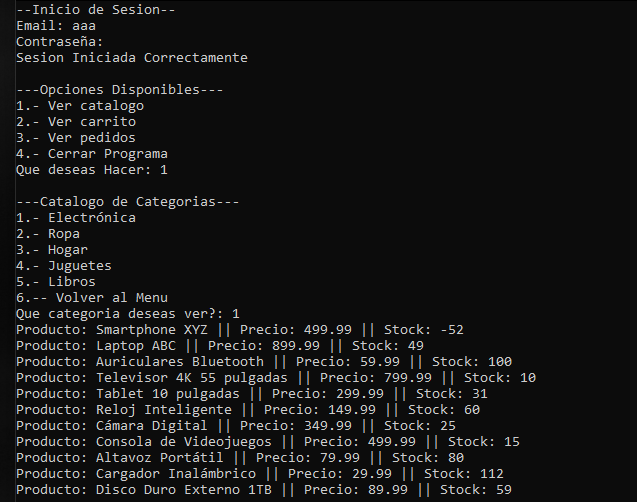 --Inicio de Sesion--
Email: aaa
Contraseña:
Sesion Iniciada Correctamente
---Opciones Disponibles---
1.- Ver catalogo
2.- Ver carrito
3.- Ver pedidos
4.- Cerrar Programa
Que deseas Hacer: 1
---Catalogo de Categorias---
1.- Electrónica
2.- Ropa
3.- Hogar
4.- Juguetes
5.- Libros
6.-- Volver al Menu
Que categoria deseas ver?: 1
Producto: Smartphone XYZ || Precio: 499.99 || Stock: -52
Producto: Laptop ABC || Precio: 899.99 || Stock: 49
Producto: Auriculares Bluetooth || Precio: 59.99 || Stock: 100
Producto: Televisor 4K 55 pulgadas || Precio: 799.99 || Stock: 10
Producto: Tablet 10 pulgadas || Precio: 299.99 || Stock: 31
Producto: Reloj Inteligente || Precio: 149.99 || Stock: 60
Producto: Cámara Digital || Precio: 349.99 || Stock: 25
Producto: Consola de Videojuegos || Precio: 499.99 || Stock: 15
Producto: Altavoz Portátil || Precio: 79.99 || Stock: 80
Producto: Cargador Inalámbrico || Precio: 29.99 || Stock: 112
Producto: Disco Duro Externo 1TB || Precio: 89.99 || Stock: 59